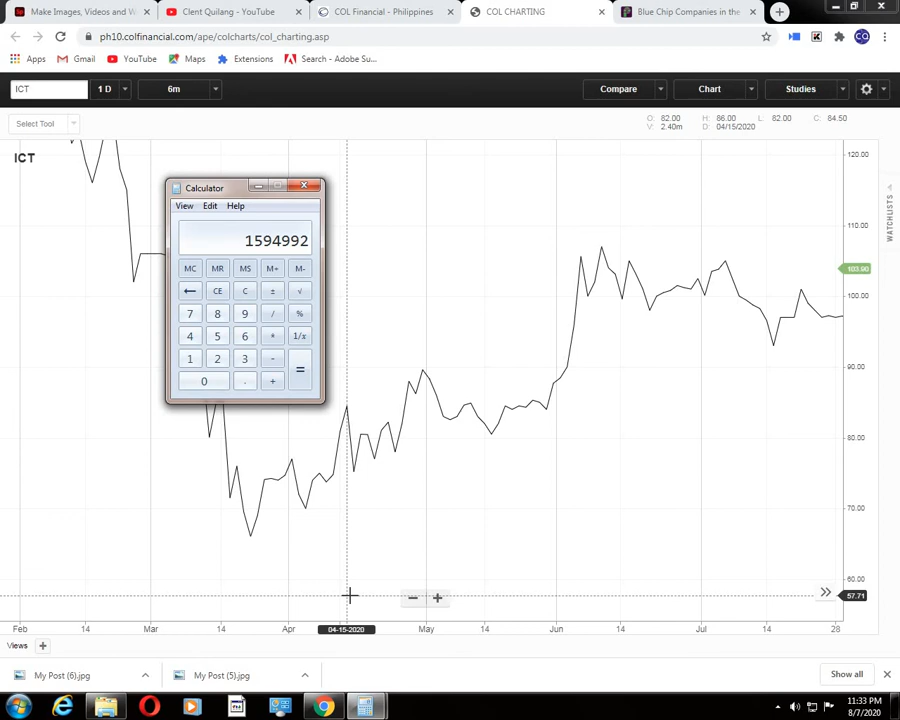 Make Images, Videos and W
Clent Quilang - YouTube
COL Financial - Philippines
COL CHARTING
Blue Chip Companies in the
ph10.colfinancial.com/ape/colcharts/col_charting.asp
CQ
Apps
Gmail
YouTube
Maps
Extensions
Search - Adobe Su...
ICT
1 D
6m
Compare
Chart
Studies
Select Tool
O: 82.00 H: 86.00 L: 82.00 C: 84.50
V: 2.40m D: 04/15/2020
ICT
WATCHLISTS
Calculator
View Edit Help
1594992
MC MR MS M+ M-
← CE C ± √
7 8 9 / %
4 5 6 * 1/x
1 2 3 - =
0 . +
120.00
110.00
103.90
100.00
90.00
80.00
70.00
60.00
57.71
Feb 14 Mar 14 Apr 04-15-2020 May 14 Jun 14 Jul 14 28
Views
My Post (6).jpg
My Post (5).jpg
Show all
11:33 PM
8/7/2020